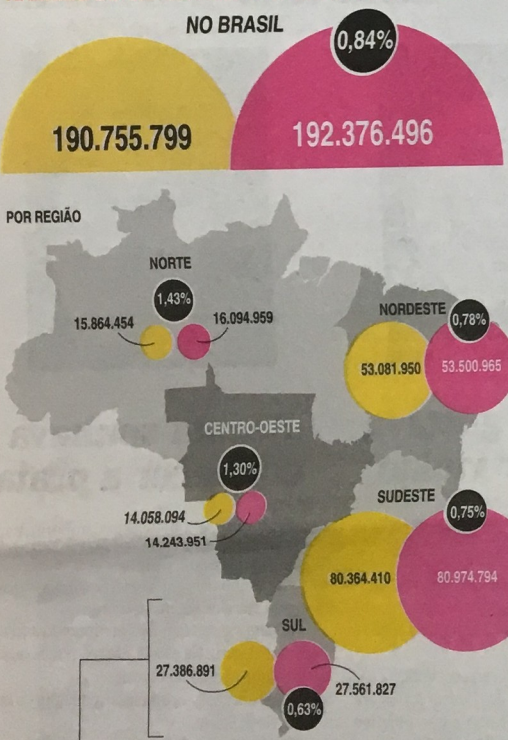 NO BRASIL
0,84%
190.755.799
192.376.496
POR REGIÃO
NORTE
1,43%
15.864.454
16.094.959
NORDESTE
0,78%
53.081.950
53.500.965
CENTRO-OESTE
1,30%
14.058.094
14.243.951
SUDESTE
0,75%
80.364.410
80.974.794
SUL
27.386.891
27.561.827
0,63%